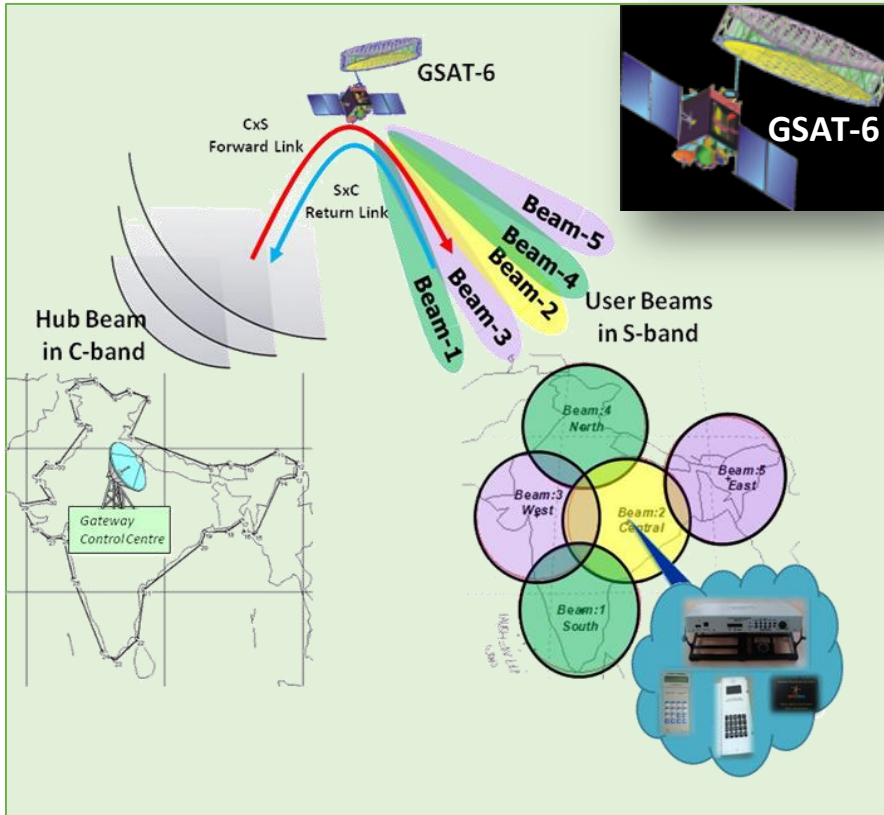 GSAT-6
GSAT-6
CxS
Forward Link
SxC
Return Link
Beam-5
Beam-4
Beam-2
Beam-3
Beam-1
Hub Beam
in C-band
User Beams
in S-band
Gateway
Control Centre
Beam:4
North
Beam:3
West
Beam:2
Central
Beam:5
East
Beam:1
South